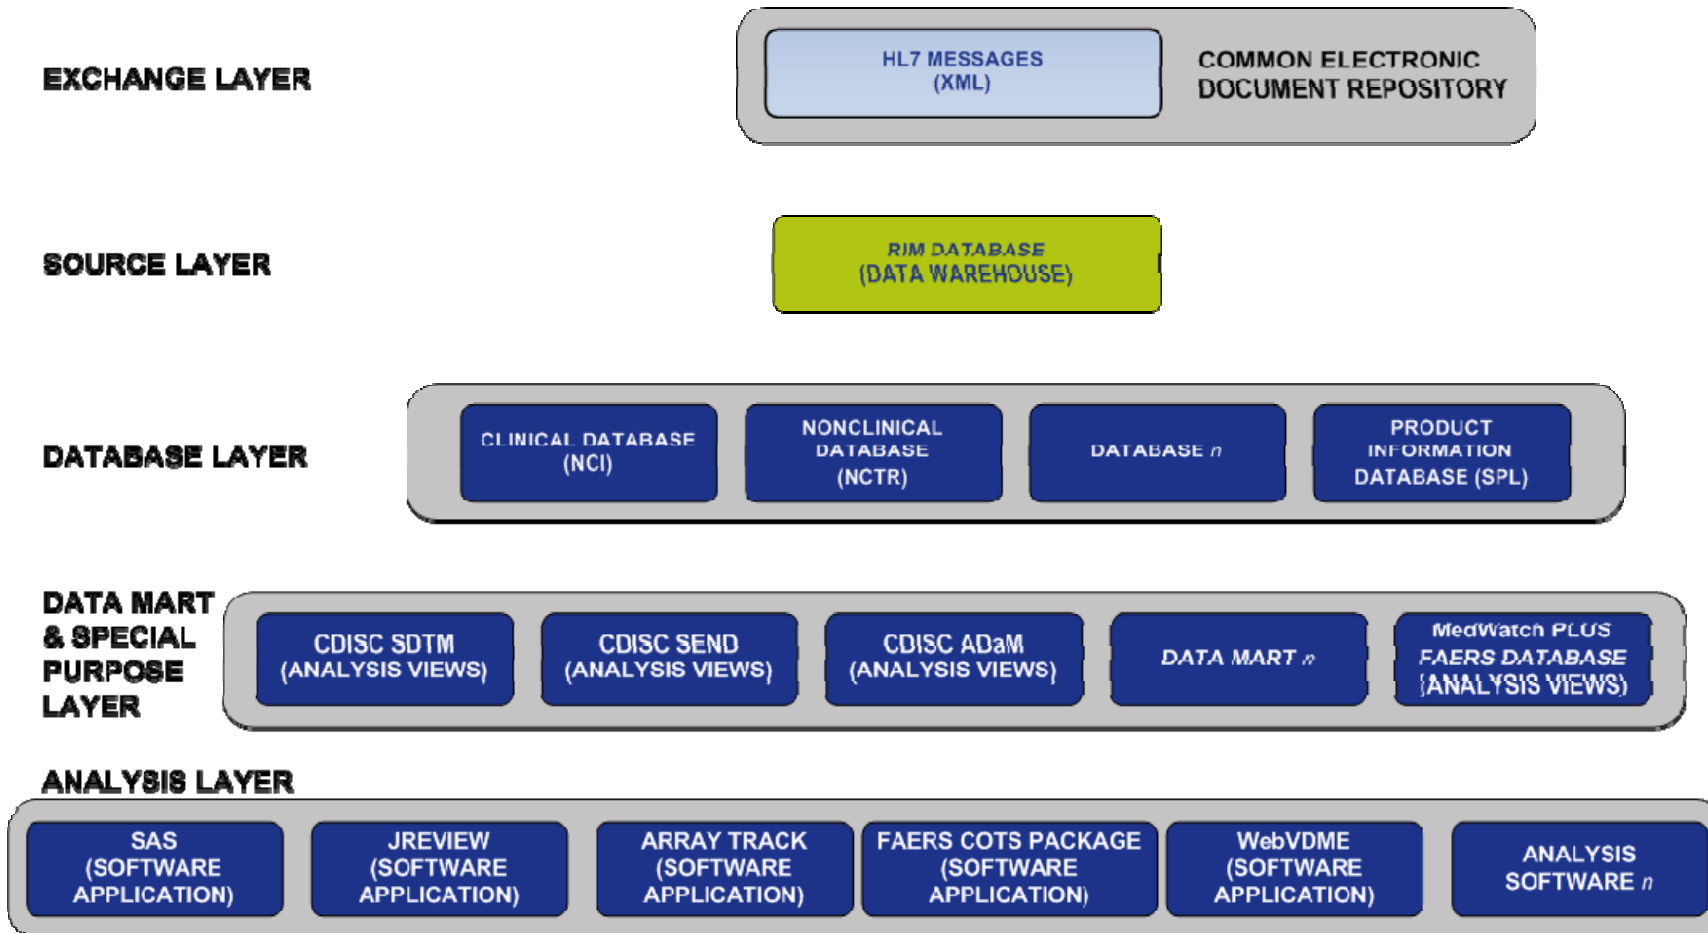 EXCHANGE LAYER
HL7 MESSAGES
(XML)
COMMON ELECTRONIC
DOCUMENT REPOSITORY
SOURCE LAYER
RIM DATABASE
(DATA WAREHOUSE)
DATABASE LAYER
CLINICAL DATABASE
(NCI)
NONCLINICAL
DATABASE
(NCTR)
DATABASE n
PRODUCT
INFORMATION
DATABASE (SPL)
DATA MART
& SPECIAL
PURPOSE
LAYER
CDISC SDTM
(ANALYSIS VIEWS)
CDISC SEND
(ANALYSIS VIEWS)
CDISC ADaM
(ANALYSIS VIEWS)
DATA MART n
MedWatch PLUS
FAERS DATABASE
(ANALYSIS VIEWS)
ANALYSIS LAYER
SAS
(SOFTWARE
APPLICATION)
JREVIEW
(SOFTWARE
APPLICATION)
ARRAY TRACK
(SOFTWARE
APPLICATION)
FAERS COTS PACKAGE
(SOFTWARE
APPLICATION)
WebVDME
(SOFTWARE
APPLICATION)
ANALYSIS
SOFTWARE n